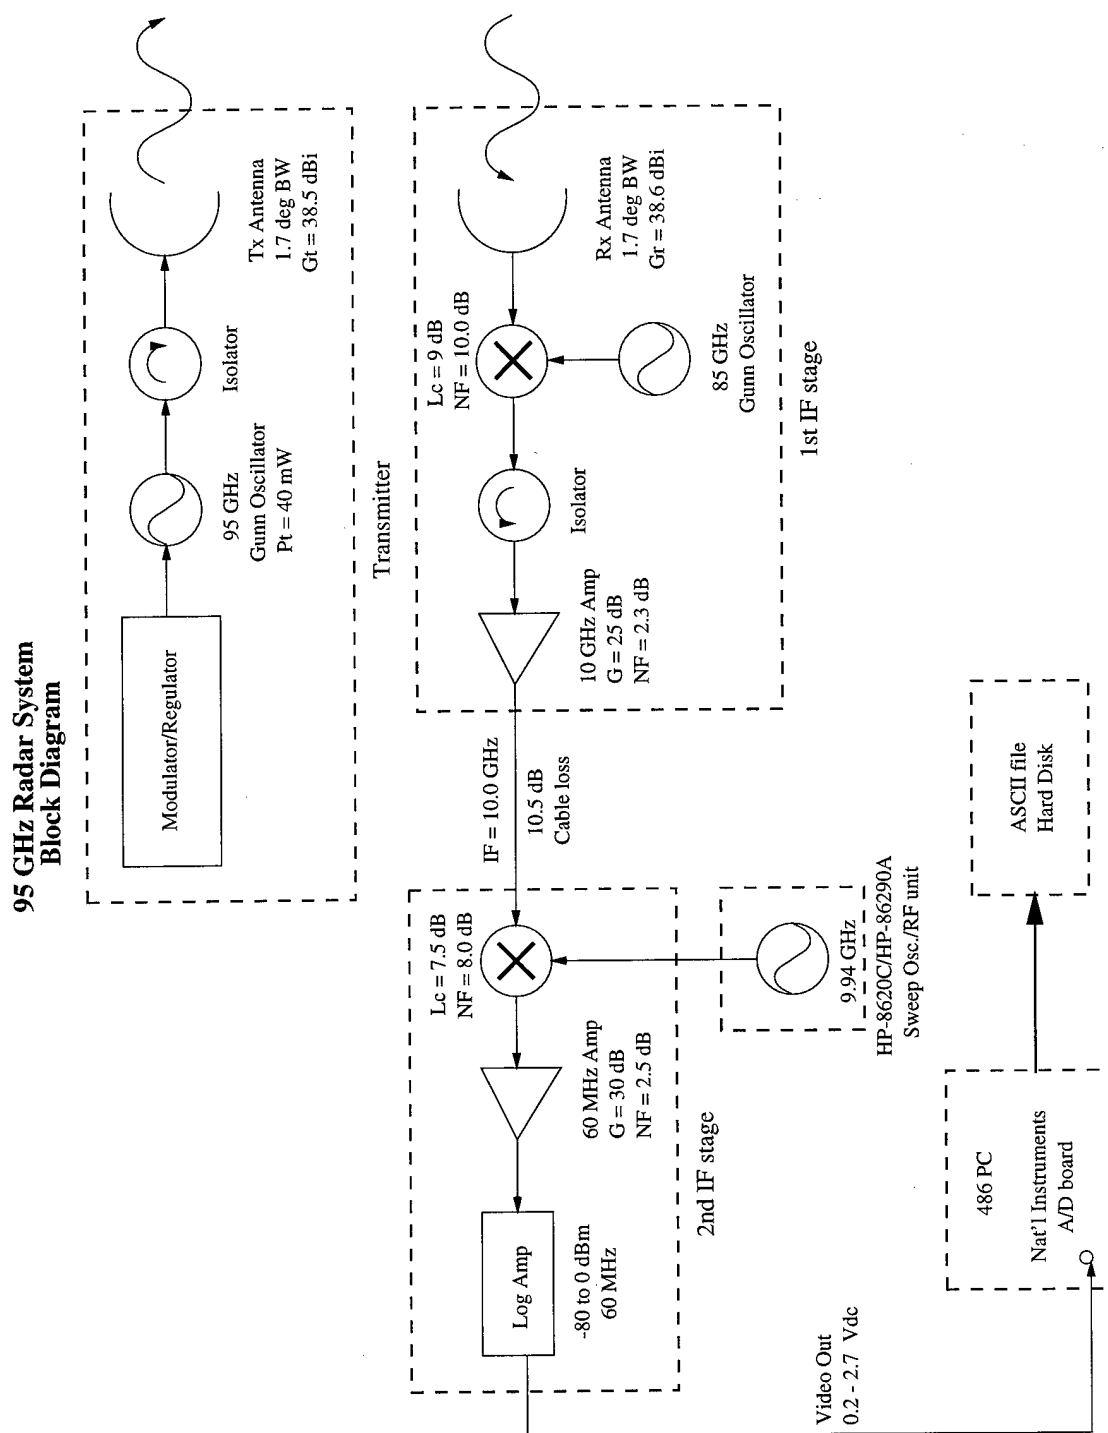 95 GHz Radar System
Block Diagram
Modulator/Regulator
95 GHz
Gunn Oscillator
Pt = 40 mW
Isolator
Tx Antenna
1.7 deg BW
Gt = 38.5 dBi
Transmitter
Rx Antenna
1.7 deg BW
Gr = 38.6 dBi
Lc = 9 dB
NF = 10.0 dB
85 GHz
Gunn Oscillator
Isolator
10 GHz Amp
G = 25 dB
NF = 2.3 dB
1st IF stage
IF = 10.0 GHz
10.5 dB
Cable loss
Lc = 7.5 dB
NF = 8.0 dB
9.94 GHz
HP-8620C/HP-86290A
Sweep Osc./RF unit
60 MHz Amp
G = 30 dB
NF = 2.5 dB
Log Amp
-80 to 0 dBm
60 MHz
2nd IF stage
Video Out
0.2 - 2.7 Vdc
486 PC
Nat'l Instruments
A/D board
ASCII file
Hard Disk